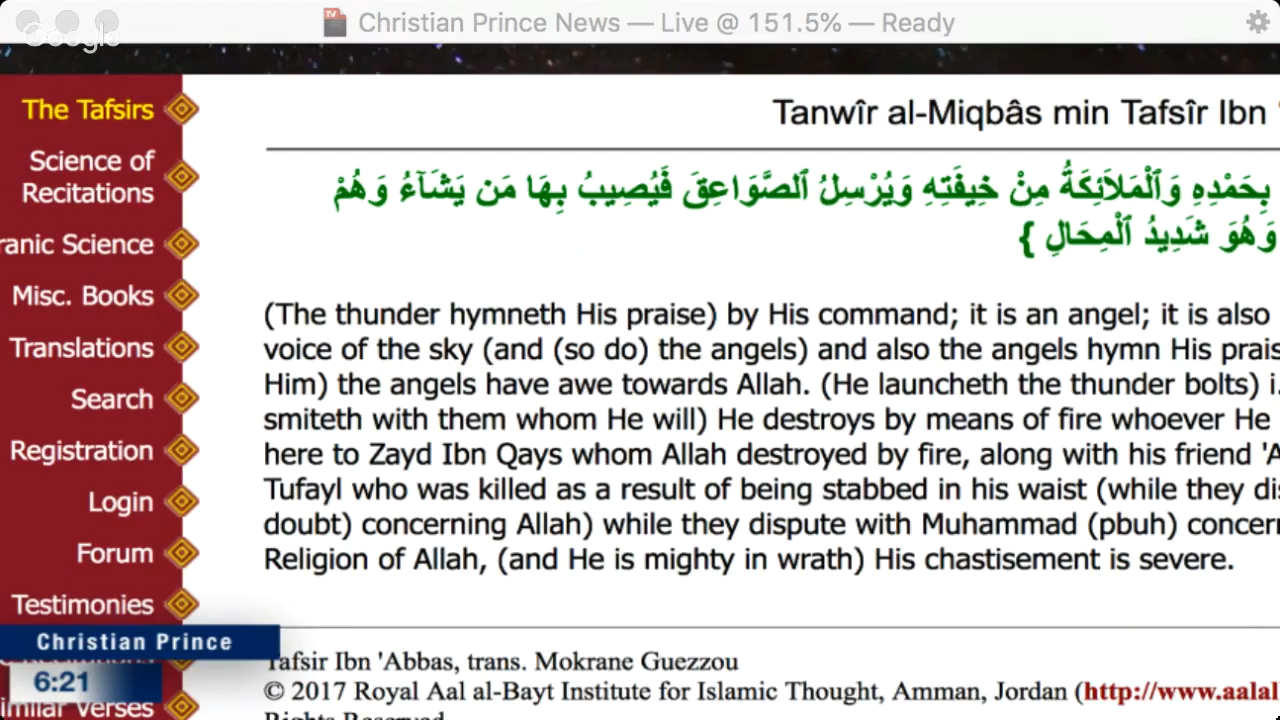 Christian Prince News — Live @ 151.5% — Ready
Google
The Tafsirs
Science of
Recitations
ranic Science
Misc. Books
Translations
Search
Registration
Login
Forum
Testimonies
Tanwîr al-Miqbâs min Tafsîr Ibn '
بِحَمْدِهِ وَٱلْمَلاَئِكَةُ مِنْ خِيفَتِهِ وَيُرْسِلُ ٱلصَّوَاعِقَ فَيُصِيبُ بِهَا مَن يَشَآءُ وَهُمْ
وَهُوَ شَدِيدُ ٱلْمِحَالِ }
(The thunder hymneth His praise) by His command; it is an angel; it is also
voice of the sky (and (so do) the angels) and also the angels hymn His prais
Him) the angels have awe towards Allah. (He launcheth the thunder bolts) i.
smiteth with them whom He will) He destroys by means of fire whoever He
here to Zayd Ibn Qays whom Allah destroyed by fire, along with his friend 'A
Tufayl who was killed as a result of being stabbed in his waist (while they dis
doubt) concerning Allah) while they dispute with Muhammad (pbuh) concern
Religion of Allah, (and He is mighty in wrath) His chastisement is severe.
Christian Prince
6:21
Tafsir Ibn 'Abbas, trans. Mokrane Guezzou
© 2017 Royal Aal al-Bayt Institute for Islamic Thought, Amman, Jordan (http://www.aalal
Rights Reserved